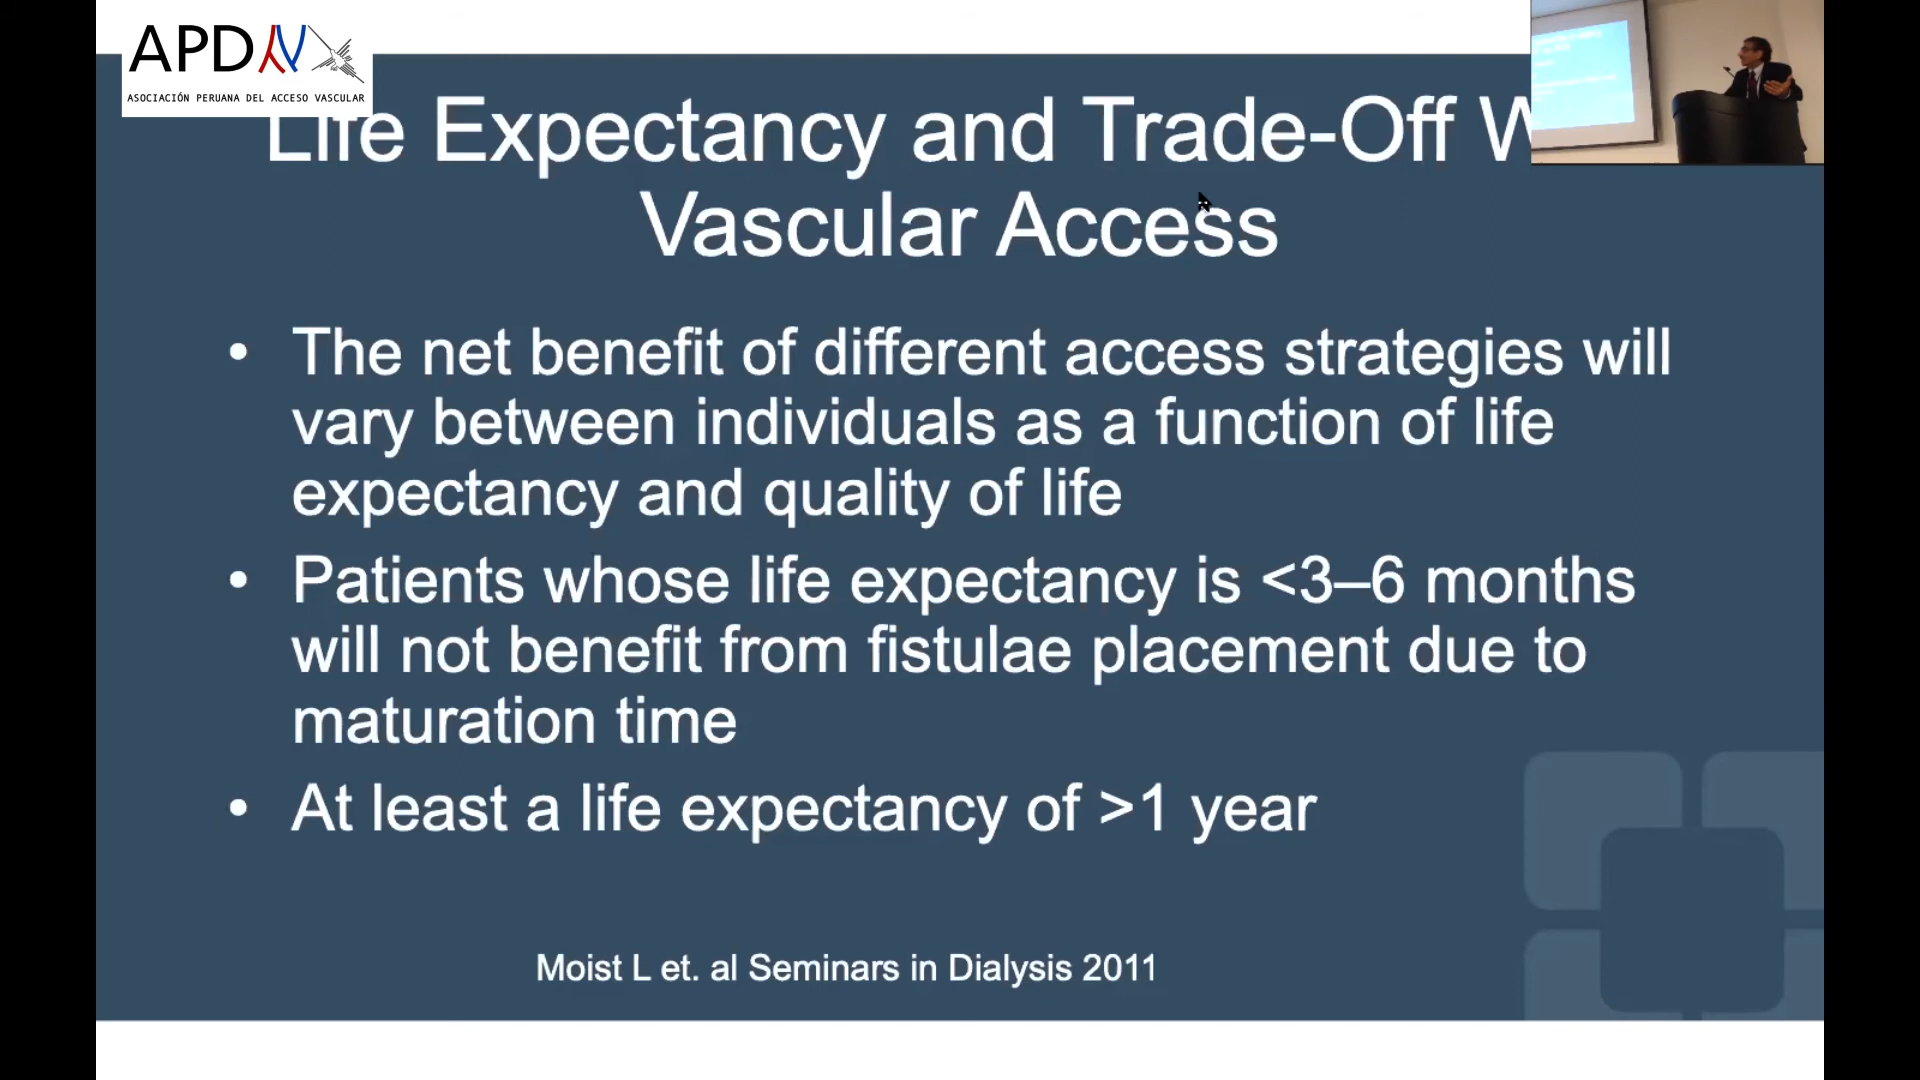 APDAV
ASOCIACIÓN PERUANA DEL ACCESO VASCULAR
Life Expectancy and Trade-Off W
Vascular Access
• The net benefit of different access strategies will
vary between individuals as a function of life
expectancy and quality of life
• Patients whose life expectancy is <3–6 months
will not benefit from fistulae placement due to
maturation time
• At least a life expectancy of >1 year
Moist L et. al Seminars in Dialysis 2011